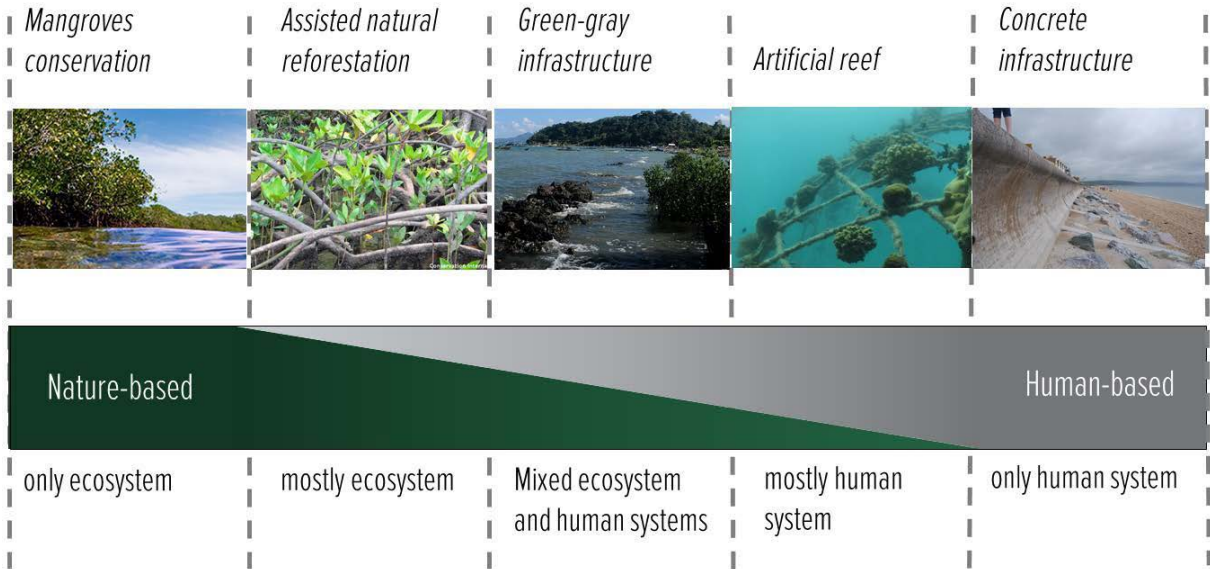 Mangroves
conservation
Assisted natural
reforestation
Green-gray
infrastructure
Artificial reef
Concrete
infrastructure
Nature-based
Human-based
only ecosystem
mostly ecosystem
Mixed ecosystem
and human systems
mostly human
system
only human system